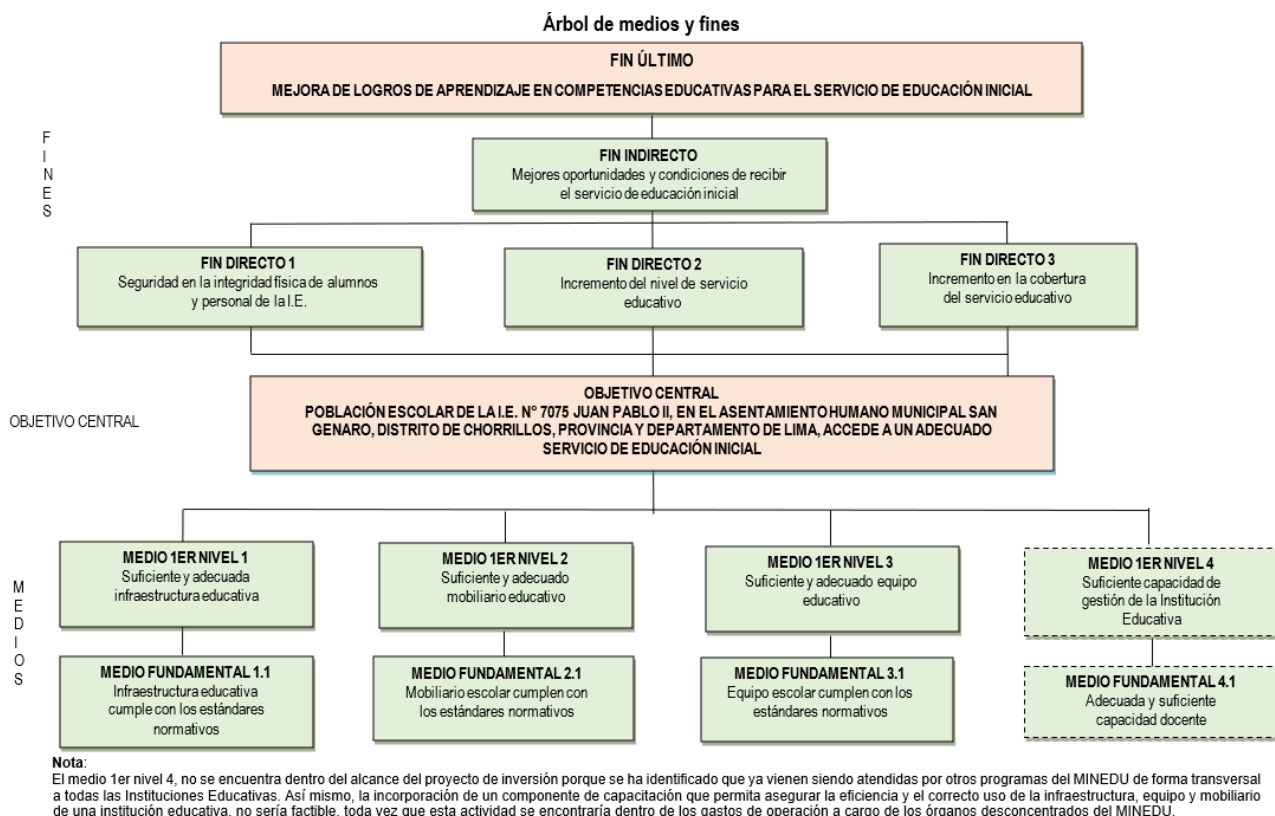 Árbol de medios y fines
FIN ÚLTIMO
MEJORA DE LOGROS DE APRENDIZAJE EN COMPETENCIAS EDUCATIVAS PARA EL SERVICIO DE EDUCACIÓN INICIAL
F
I
N
E
S
FIN INDIRECTO
Mejores oportunidades y condiciones de recibir
el servicio de educación inicial
FIN DIRECTO 1
Seguridad en la integridad física de alumnos
y personal de la I.E.
FIN DIRECTO 2
Incremento del nivel de servicio
educativo
FIN DIRECTO 3
Incremento en la cobertura
del servicio educativo
OBJETIVO CENTRAL
OBJETIVO CENTRAL
POBLACIÓN ESCOLAR DE LA I.E. N° 7075 JUAN PABLO II, EN EL ASENTAMIENTO HUMANO MUNICIPAL SAN
GENARO, DISTRITO DE CHORRILLOS, PROVINCIA Y DEPARTAMENTO DE LIMA, ACCEDE A UN ADECUADO
SERVICIO DE EDUCACIÓN INICIAL
M
E
D
I
O
S
MEDIO 1ER NIVEL 1
Suficiente y adecuada
infraestructura educativa
MEDIO 1ER NIVEL 2
Suficiente y adecuado
mobiliario educativo
MEDIO 1ER NIVEL 3
Suficiente y adecuado equipo
educativo
MEDIO 1ER NIVEL 4
Suficiente capacidad de
gestión de la Institución
Educativa
MEDIO FUNDAMENTAL 1.1
Infraestructura educativa
cumple con los estándares
normativos
MEDIO FUNDAMENTAL 2.1
Mobiliario escolar cumplen con
los estándares normativos
MEDIO FUNDAMENTAL 3.1
Equipo escolar cumplen con los
estándares normativos
MEDIO FUNDAMENTAL 4.1
Adecuada y suficiente
capacidad docente
Nota:
El medio 1er nivel 4, no se encuentra dentro del alcance del proyecto de inversión porque se ha identificado que ya vienen siendo atendidas por otros programas del MINEDU de forma transversal
a todas las Instituciones Educativas. Así mismo, la incorporación de un componente de capacitación que permita asegurar la eficiencia y el correcto uso de la infraestructura, equipo y mobiliario
de una institución educativa, no sería factible, toda vez que esta actividad se encontraría dentro de los gastos de operación a cargo de los órganos desconcentrados del MINEDU.